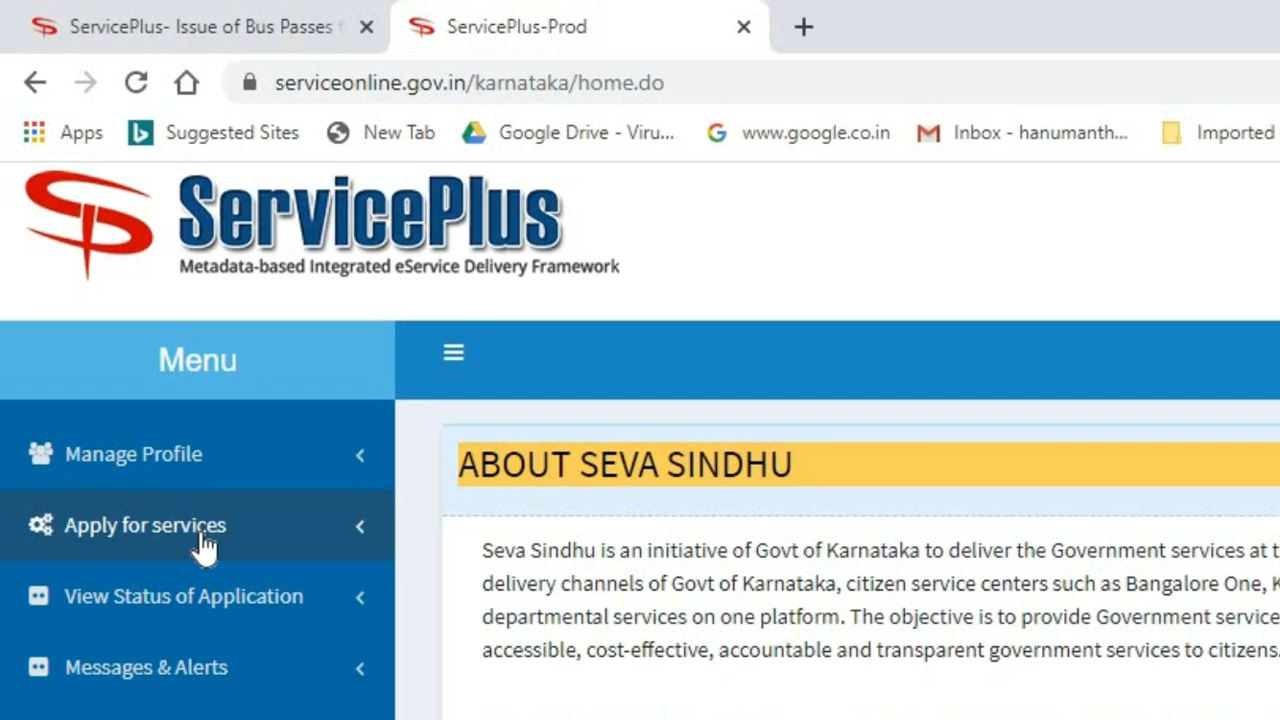 ServicePlus- Issue of Bus Passes
ServicePlus-Prod
serviceonline.gov.in/karnataka/home.do
Apps Suggested Sites New Tab Google Drive - Viru... www.google.co.in Inbox - hanumanth... Imported
ServicePlus
Metadata-based Integrated eService Delivery Framework
Menu
Manage Profile
Apply for services
View Status of Application
Messages & Alerts
ABOUT SEVA SINDHU
Seva Sindhu is an initiative of Govt of Karnataka to deliver the Government services at
delivery channels of Govt of Karnataka, citizen service centers such as Bangalore One,
departmental services on one platform. The objective is to provide Government service
accessible, cost-effective, accountable and transparent government services to citizens.